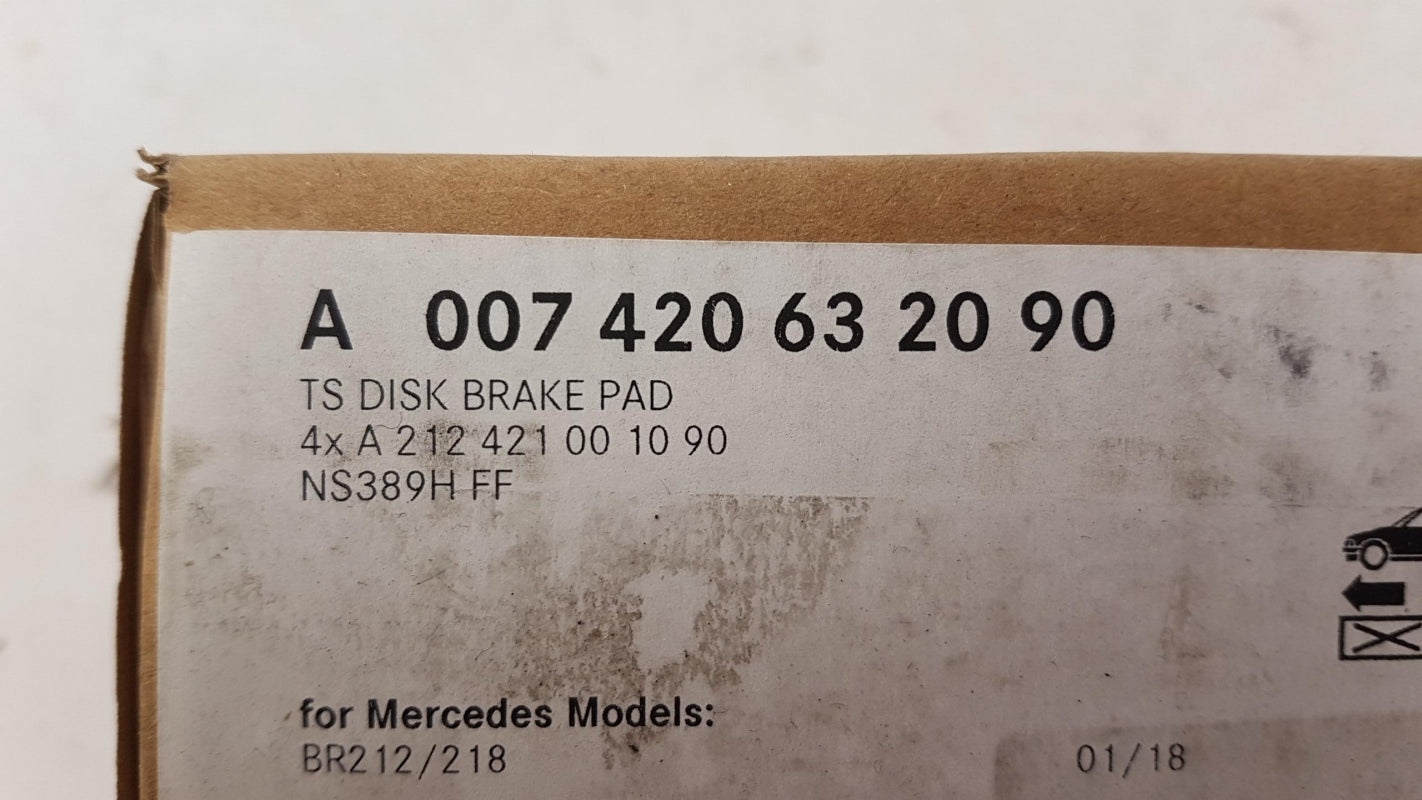 A 007 420 63 20 90
TS DISK BRAKE PAD
4x A 212 421 00 10 90
NS389H FF
for Mercedes Models:
BR212/218
01/18